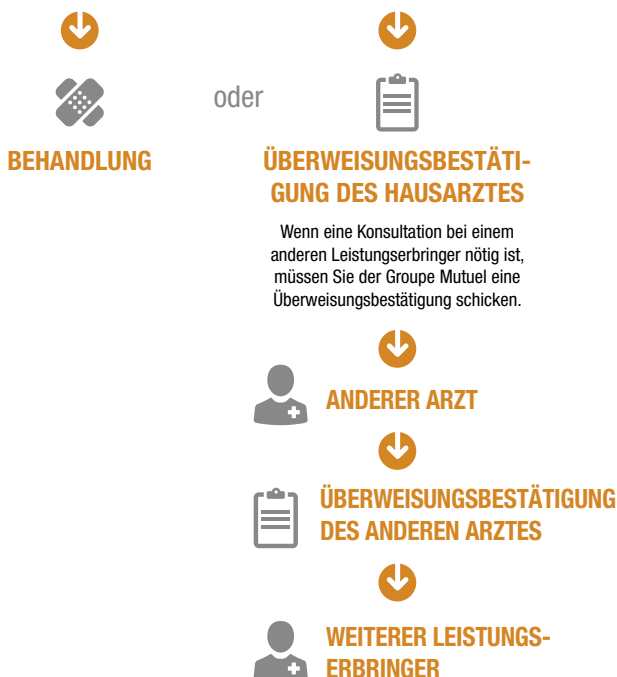 oder
BEHANDLUNG
ÜBERWEISUNGSBESTÄTI-
GUNG DES HAUSARZTES
Wenn eine Konsultation bei einem
anderen Leistungserbringer nötig ist,
müssen Sie der Groupe Mutuel eine
Überweisungsbestätigung schicken.
ANDERER ARZT
ÜBERWEISUNGSBESTÄTIGUNG
DES ANDEREN ARZTES
WEITERER LEISTUNGS-
ERBRINGER